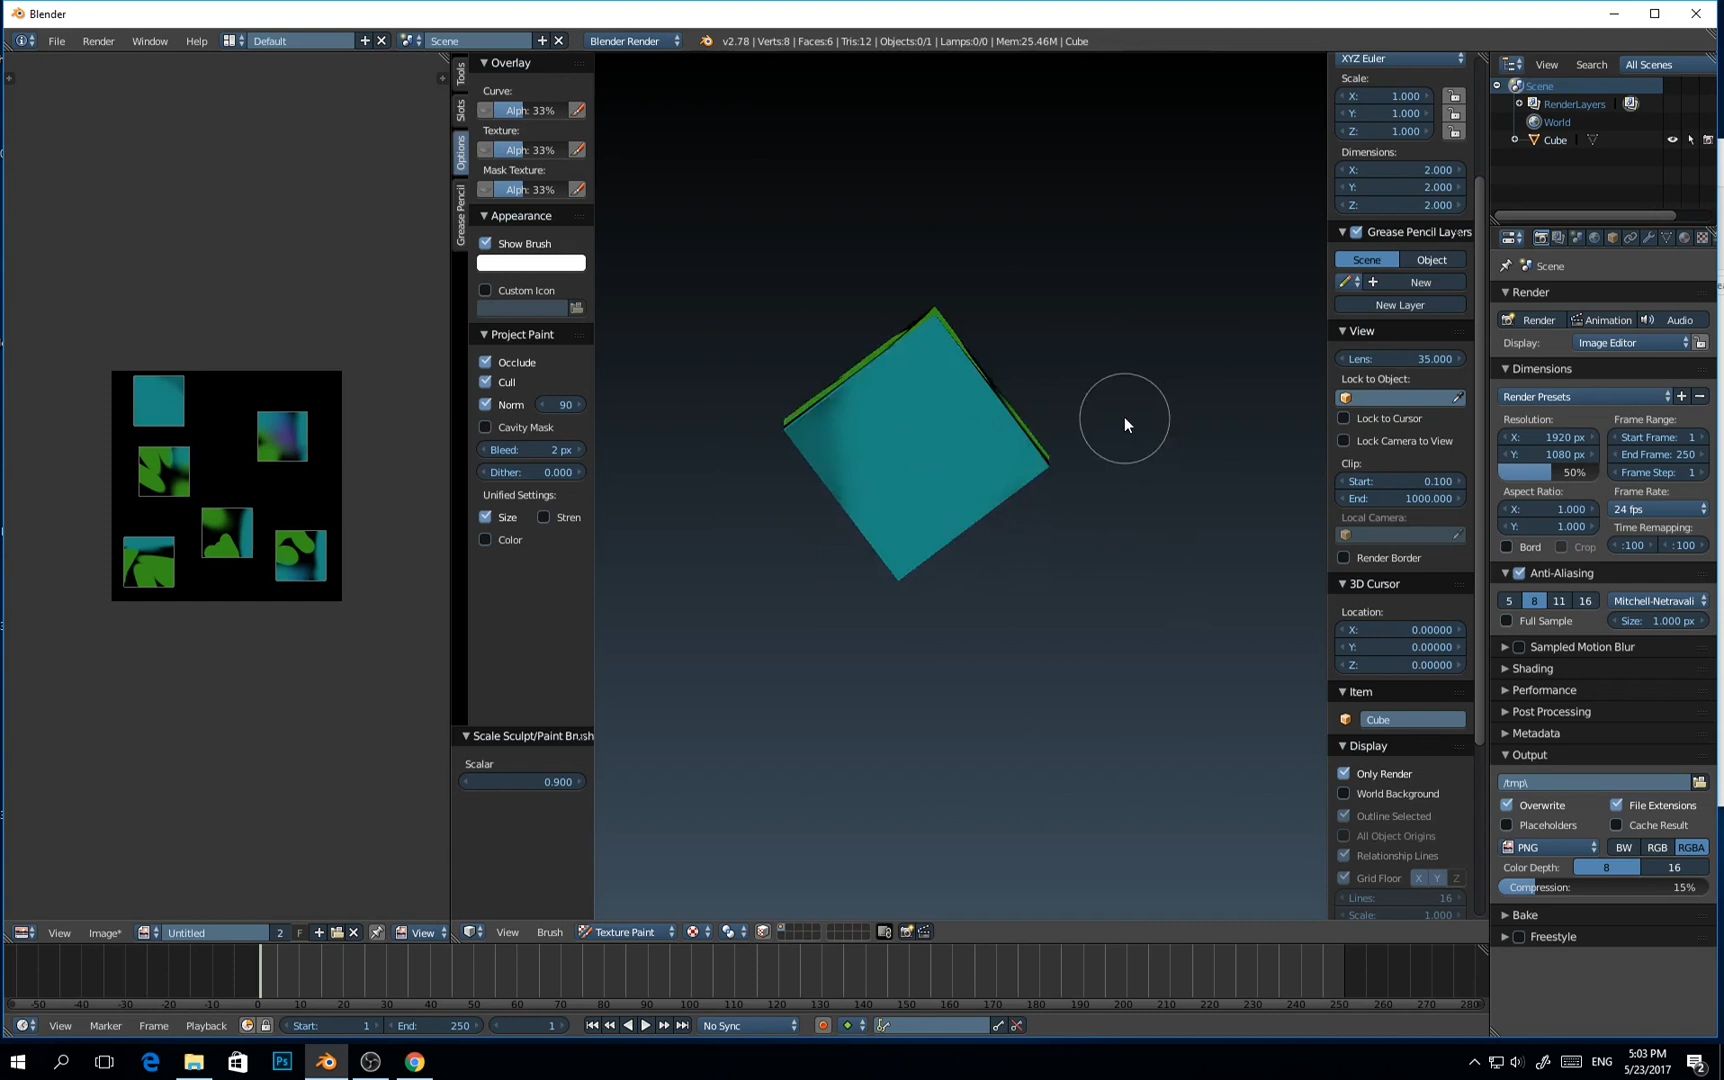 Blender
File Render Window Help Default Scene Blender Render v2.78 | Verts:8 | Faces:6 | Tris:12 | Objects:0/1 | Lamps:0/0 | Mem:25.46M | Cube
Tools
Slots
Options
Grease Pencil
Overlay
Curve:
Alph: 33%
Texture:
Alph: 33%
Mask Texture:
Alph: 33%
Appearance
Show Brush
Custom Icon
Project Paint
Occlude
Cull
Norm 90
Cavity Mask
Bleed: 2 px
Dither: 0.000
Unified Settings:
Size Stren
Color
Scale Sculpt/Paint Brush
Scalar
0.900
XYZ Euler
Scale:
X: 1.000
Y: 1.000
Z: 1.000
Dimensions:
X: 2.000
Y: 2.000
Z: 2.000
Grease Pencil Layers
Scene Object
New
New Layer
View
Lens: 35.000
Lock to Object:
Lock to Cursor
Lock Camera to View
Clip:
Start: 0.100
End: 1000.000
Local Camera:
Render Border
3D Cursor
Location:
X: 0.00000
Y: 0.00000
Z: 0.00000
Item
Cube
Display
Only Render
World Background
Outline Selected
All Object Origins
Relationship Lines
Grid Floor X Y Z
Lines: 16
Scale: 1.000
View Search All Scenes
Scene
RenderLayers
World
Cube
Scene
Render
Render Animation Audio
Display: Image Editor
Dimensions
Render Presets
Resolution: Frame Range:
X: 1920 px Start Frame: 1
Y: 1080 px End Frame: 250
50% Frame Step: 1
Aspect Ratio: Frame Rate:
X: 1.000 24 fps
Y: 1.000 Time Remapping:
Bord Crop :100 :100
Anti-Aliasing
5 8 11 16 Mitchell-Netravali
Full Sample Size: 1.000 px
Sampled Motion Blur
Shading
Performance
Post Processing
Metadata
Output
/tmp\
Overwrite File Extensions
Placeholders Cache Result
PNG BW RGB RGBA
Color Depth: 8 16
Compression: 15%
Bake
Freestyle
View Image* Untitled 2 F View
View Brush Texture Paint
-50 -40 -30 -20 -10 0 10 20 30 40 50 60 70 80 90 100 110 120 130 140 150 160 170 180 190 200 210 220 230 240 250 260 270 280
View Marker Frame Playback Start: 1 End: 250 1 No Sync
Ps ENG 5:03 PM
5/23/2017 2